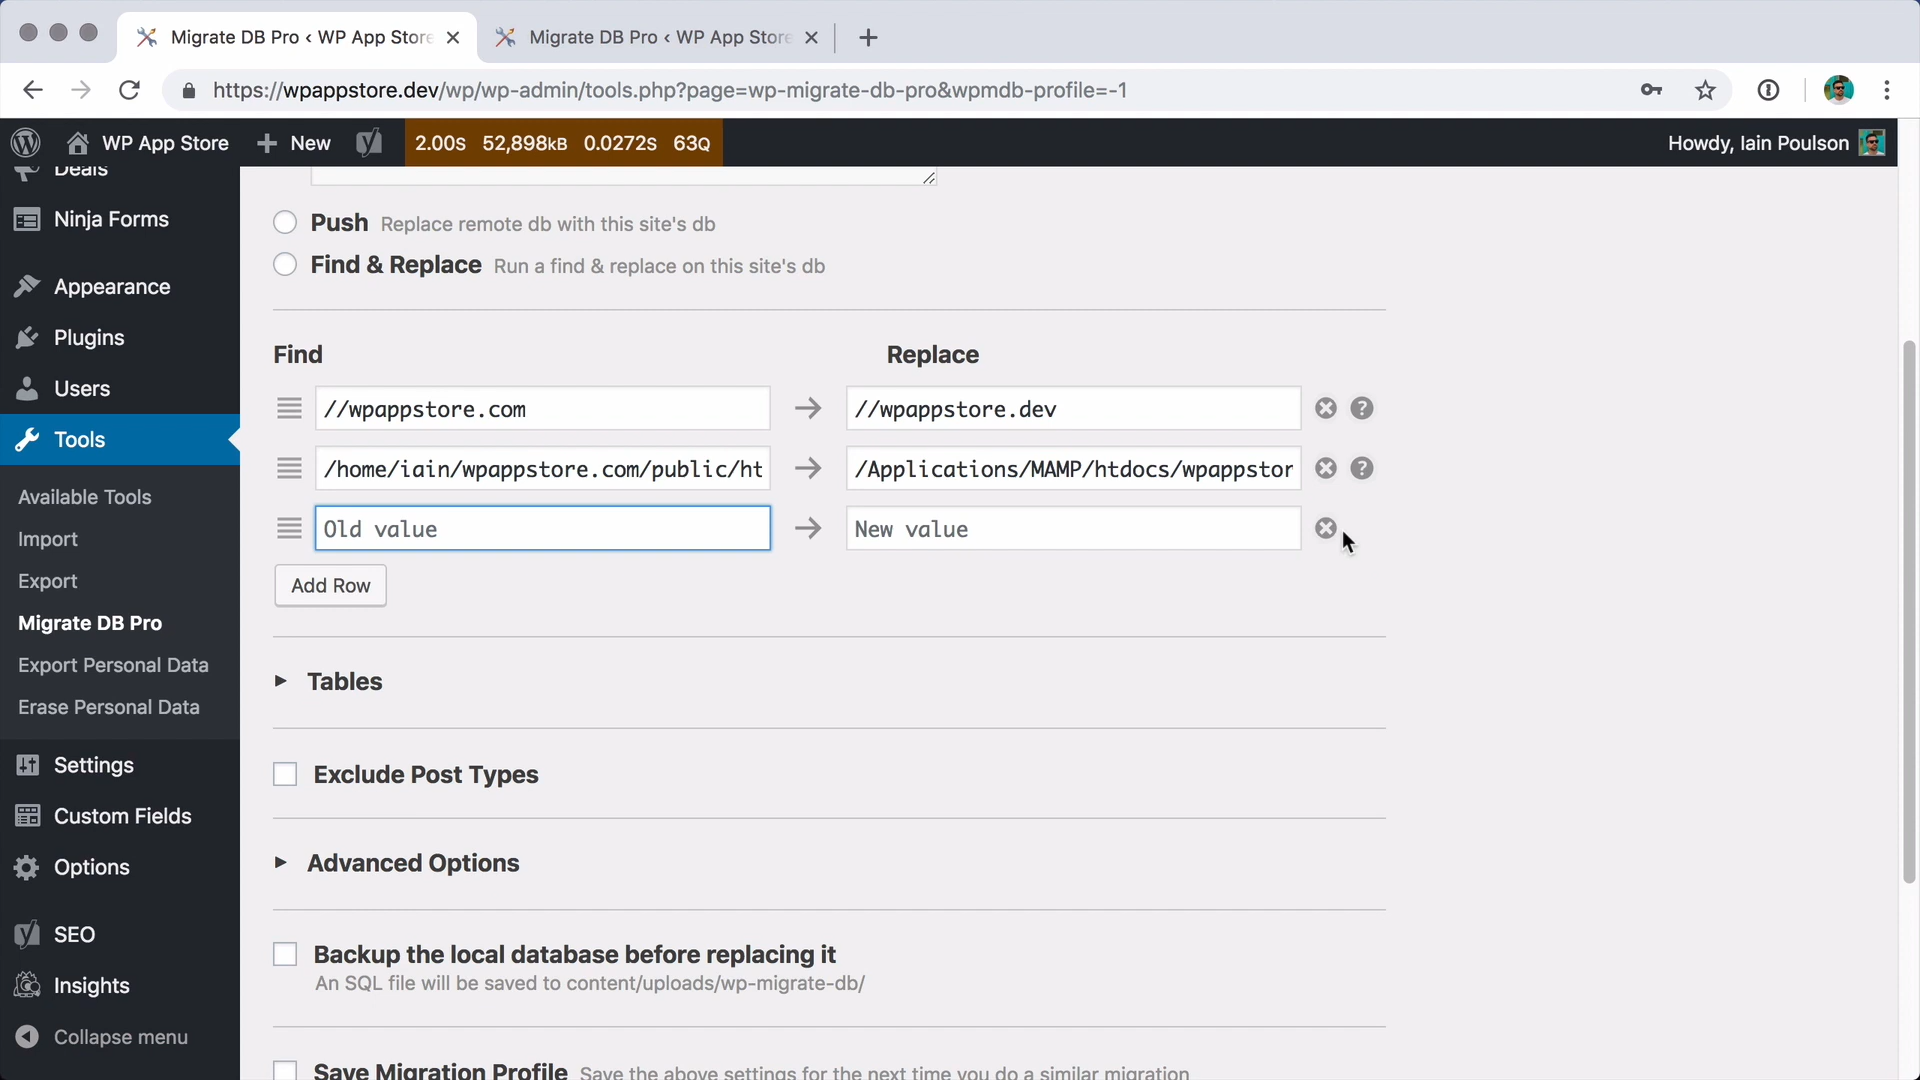 Migrate DB Pro ‹ WP App Store
Migrate DB Pro ‹ WP App Store
https://wpappstore.dev/wp/wp-admin/tools.php?page=wp-migrate-db-pro&wpmdb-profile=-1
WP App Store
New
2.00S 52,898KB 0.0272S 63Q
Howdy, Iain Poulson
Deals
Ninja Forms
Appearance
Plugins
Users
Tools
Available Tools
Import
Export
Migrate DB Pro
Export Personal Data
Erase Personal Data
Settings
Custom Fields
Options
SEO
Insights
Collapse menu
Push Replace remote db with this site's db
Find & Replace Run a find & replace on this site's db
Find Replace
//wpappstore.com //wpappstore.dev
/home/iain/wpappstore.com/public/ht /Applications/MAMP/htdocs/wpappstor
Old value New value
Add Row
Tables
Exclude Post Types
Advanced Options
Backup the local database before replacing it
An SQL file will be saved to content/uploads/wp-migrate-db/
Save Migration Profile Save the above settings for the next time you do a similar migration